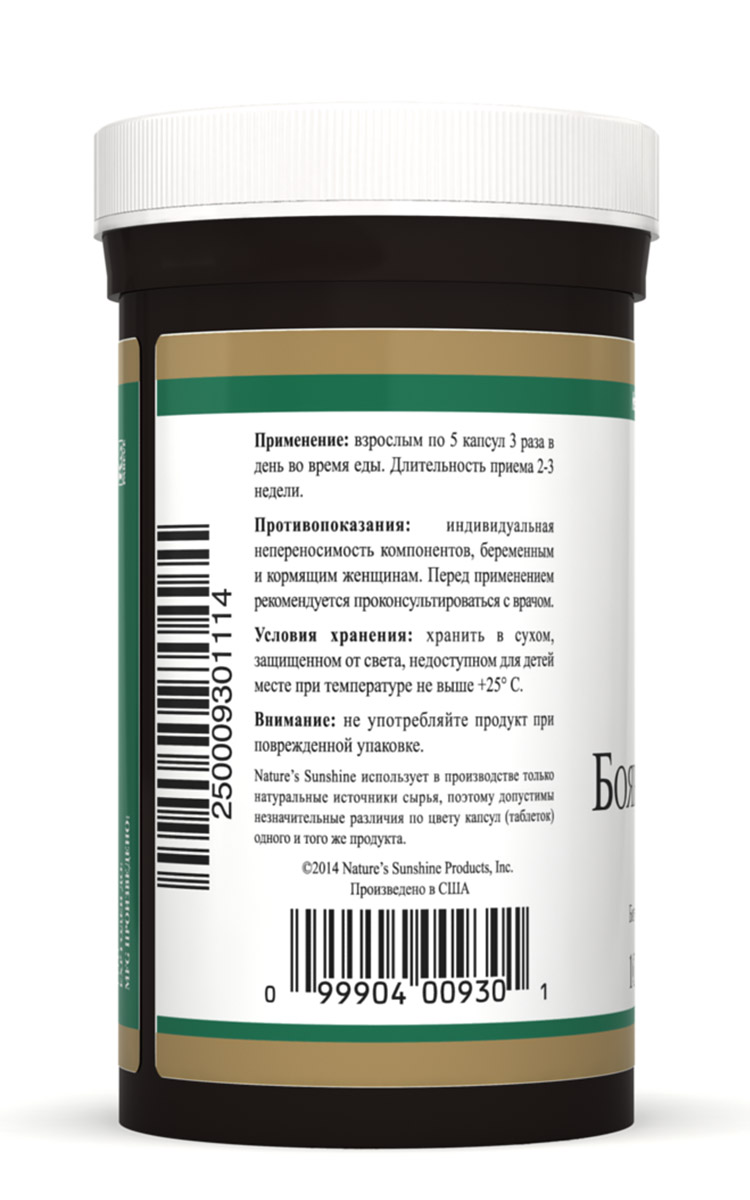 Применение: взрослым по 5 капсул 3 раза в
день во время еды. Длительность приема 2-3
недели.
Противопоказания: индивидуальная
непереносимость компонентов, беременным
и кормящим женщинам. Перед применением
рекомендуется проконсультироваться с врачом.
Условия хранения: хранить в сухом,
защищенном от света, недоступном для детей
месте при температуре не выше +25° С.
Внимание: не употребляйте продукт при
поврежденной упаковке.
Nature's Sunshine использует в производстве только
натуральные источники сырья, поэтому допустимы
незначительные различия по цвету капсул (таблеток)
одного и того же продукта.
©2014 Nature's Sunshine Products, Inc.
Произведено в США
0 99904 00930 1
250009301114